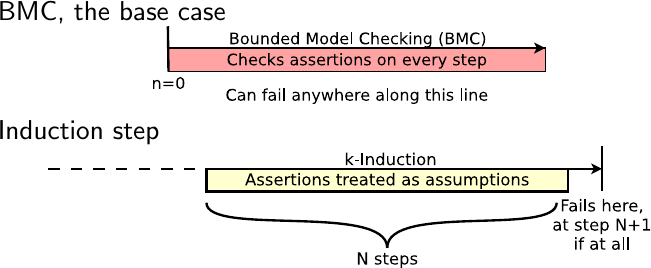 BMC, the base case
Bounded Model Checking (BMC)
Checks assertions on every step
n=0
Can fail anywhere along this line
Induction step
k-Induction
Assertions treated as assumptions
Fails here,
at step N+1
if at all
N steps